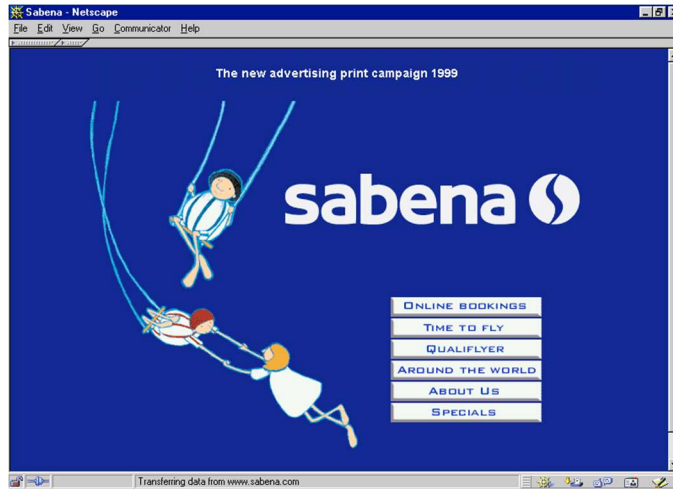 Sabena - Netscape
File Edit View Go Communicator Help
The new advertising print campaign 1999
sabena
ONLINE BOOKINGS
TIME TO FLY
QUALIFLYER
AROUND THE WORLD
ABOUT US
SPECIALS
Transferring data from www.sabena.com